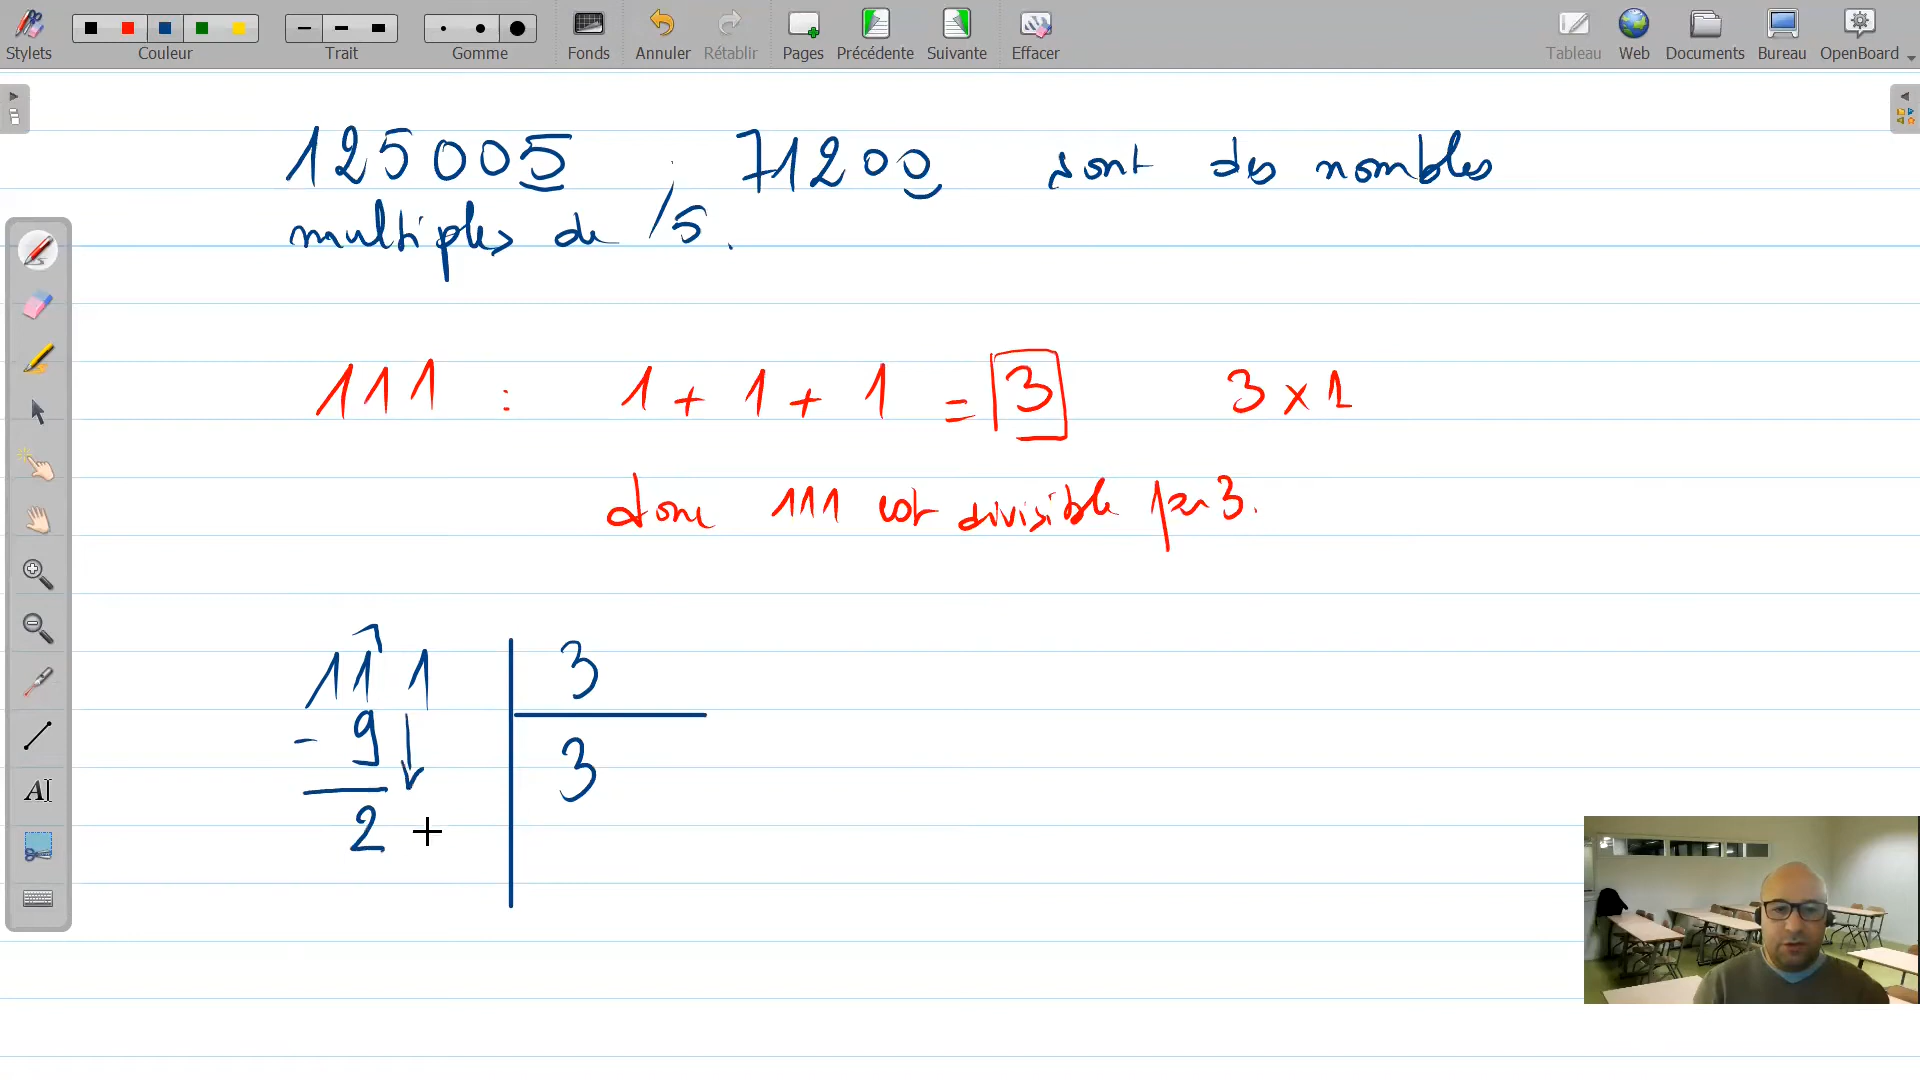 Stylets Couleur Trait Gomme Fonds Annuler Rétablir Pages Précédente Suivante Effacer Tableau Web Documents Bureau OpenBoard
125005 ; 71200 sont des nombles
multiples de 5.
111 : 1 + 1 + 1 = 3 3 × 1
donc 111 est divisible par 3.
111 3
- 9 3
2
AI